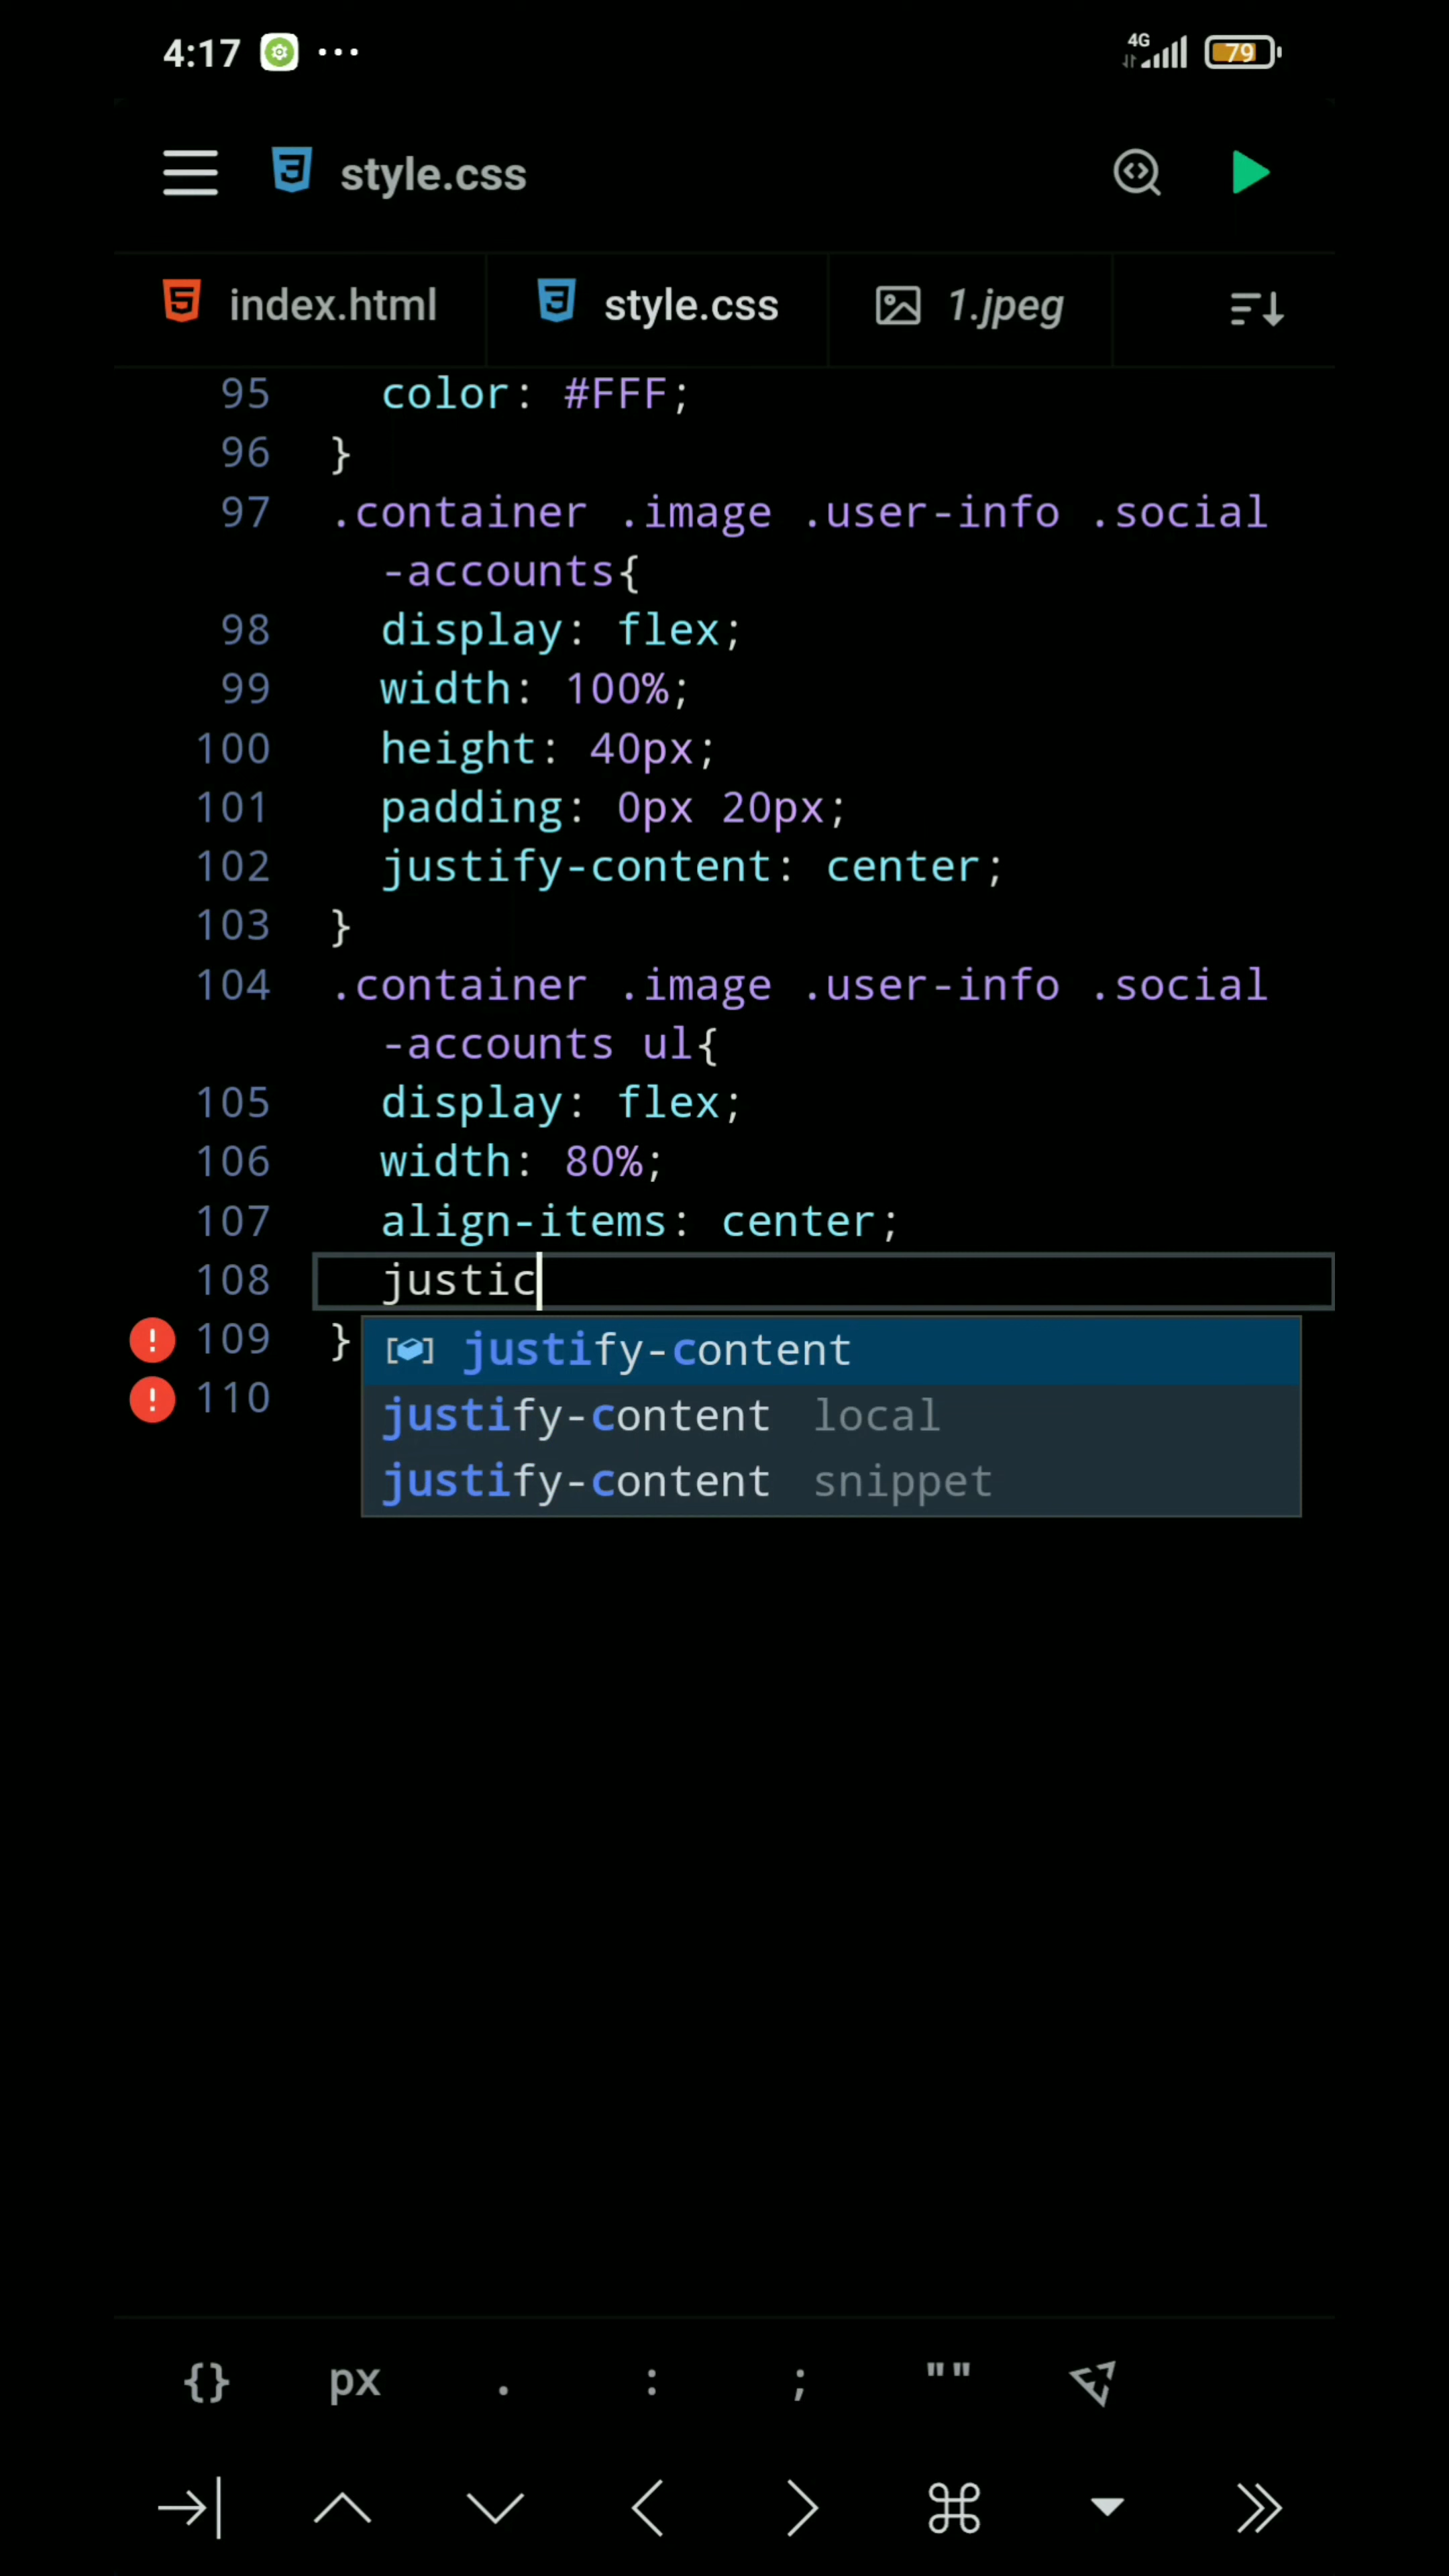 4:17 ... 4G 79
style.css
index.html style.css 1.jpeg
95 color: #FFF;
96 }
97 .container .image .user-info .social
-accounts{
98 display: flex;
99 width: 100%;
100 height: 40px;
101 padding: 0px 20px;
102 justify-content: center;
103 }
104 .container .image .user-info .social
-accounts ul{
105 display: flex;
106 width: 80%;
107 align-items: center;
108 justic
109 } justify-content
110 justify-content local
justify-content snippet
{} px . : ; ""